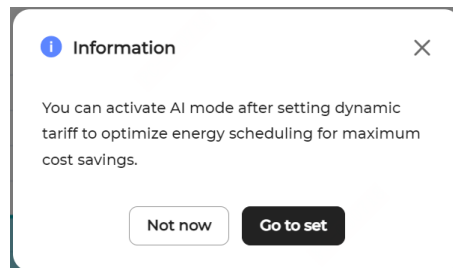 Information
You can activate AI mode after setting dynamic
tariff to optimize energy scheduling for maximum
cost savings.
Not now
Go to set